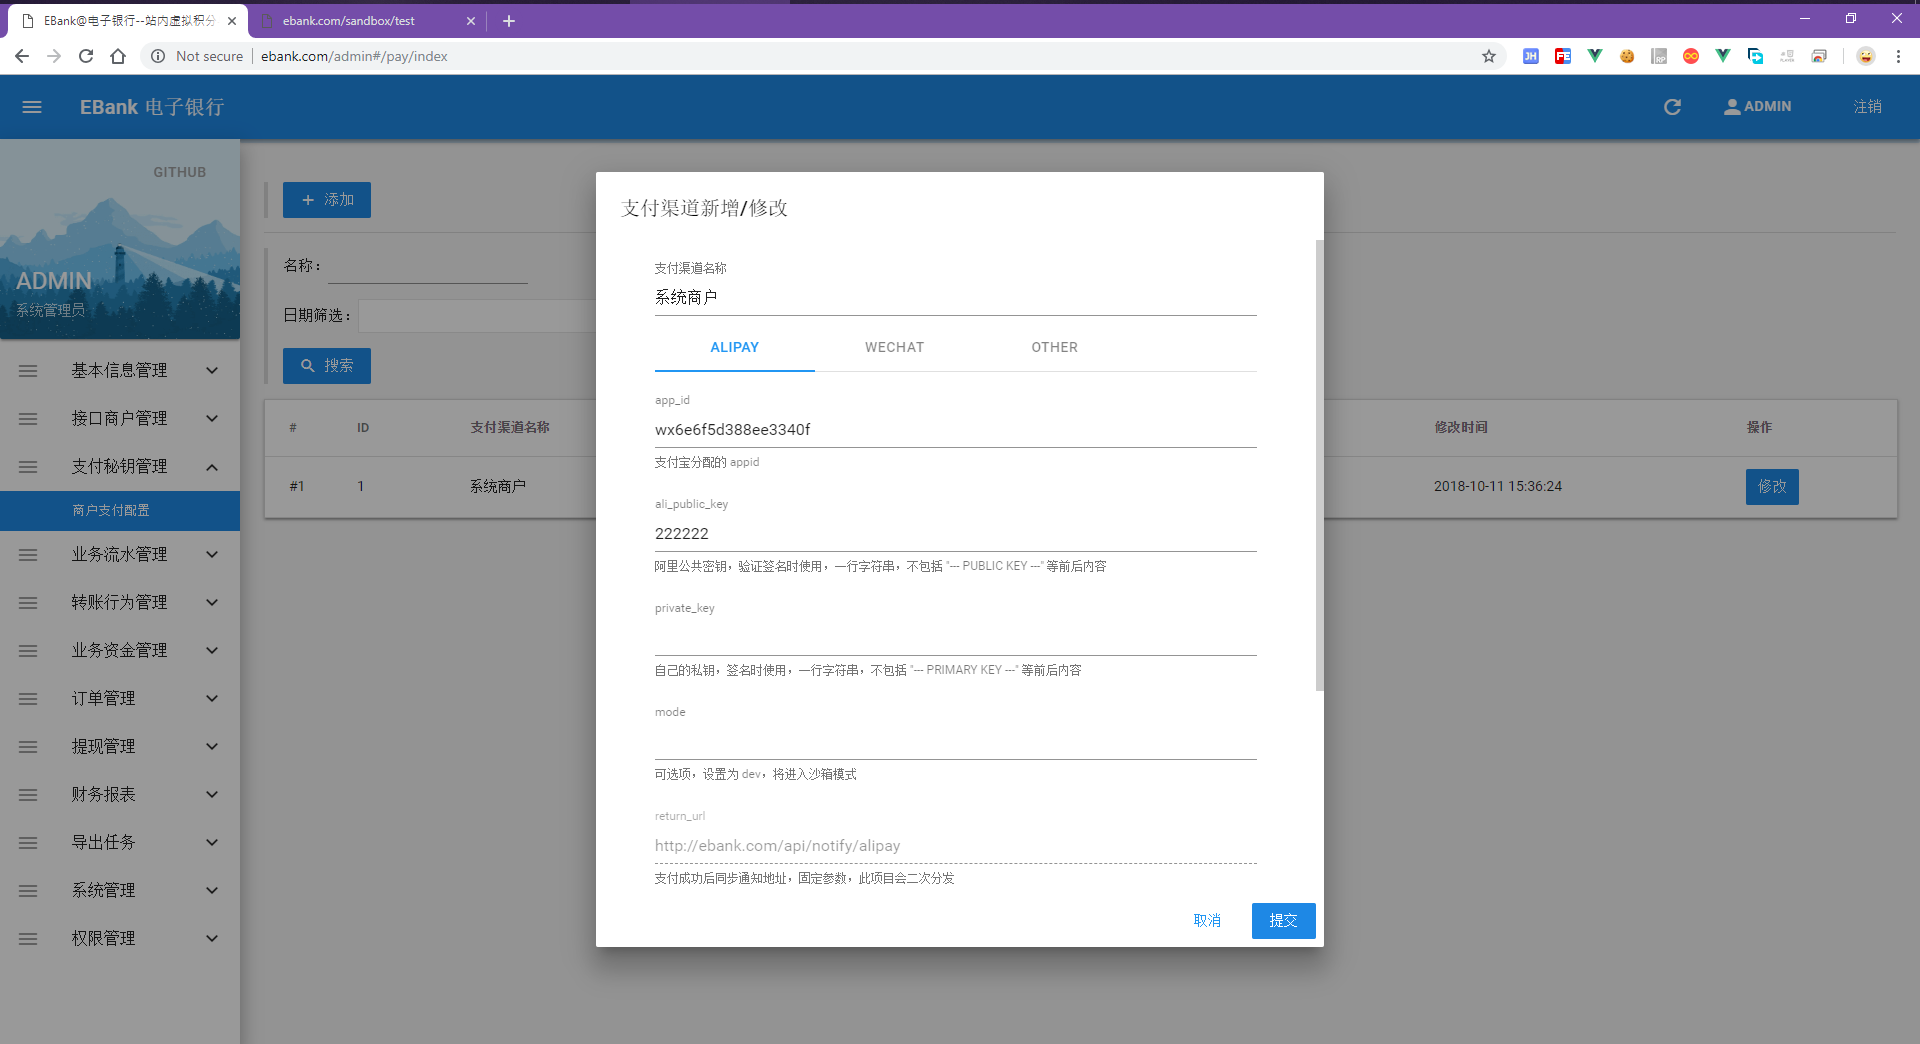 EBank@电子银行--站内虚拟积分
ebank.com/sandbox/test
Not secure
ebank.com/admin#/pay/index
EBank 电子银行
ADMIN
注销
GITHUB
ADMIN
系统管理员
基本信息管理
接口商户管理
支付秘钥管理
商户支付配置
业务流水管理
转账行为管理
业务资金管理
订单管理
提现管理
财务报表
导出任务
系统管理
权限管理
添加
名称：
日期筛选：
搜索
# ID 支付渠道名称 修改时间 操作
#1 1 系统商户 2018-10-11 15:36:24 修改
支付渠道新增/修改
支付渠道名称
系统商户
ALIPAY WECHAT OTHER
app_id
wx6e6f5d388ee3340f
支付宝分配的 appid
ali_public_key
222222
阿里公共密钥，验证签名时使用，一行字符串，不包括 "--- PUBLIC KEY ---" 等前后内容
private_key
自己的私钥，签名时使用，一行字符串，不包括 "--- PRIMARY KEY ---" 等前后内容
mode
可选项，设置为 dev，将进入沙箱模式
return_url
http://ebank.com/api/notify/alipay
支付成功后同步通知地址，固定参数，此项目会二次分发
取消 提交